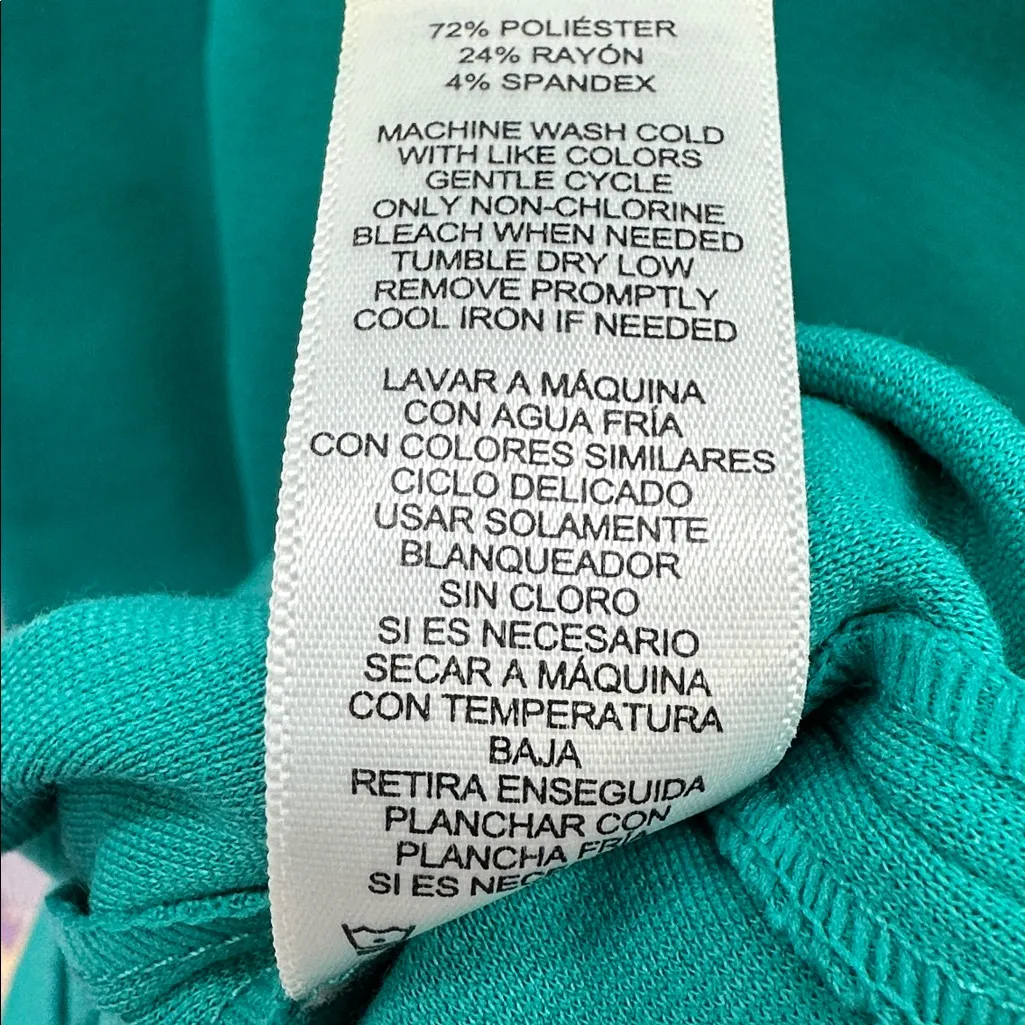 72% POLIÉSTER
24% RAYÓN
4% SPANDEX
MACHINE WASH COLD
WITH LIKE COLORS
GENTLE CYCLE
ONLY NON-CHLORINE
BLEACH WHEN NEEDED
TUMBLE DRY LOW
REMOVE PROMPTLY
COOL IRON IF NEEDED
LAVAR A MÁQUINA
CON AGUA FRÍA
CON COLORES SIMILARES
CICLO DELICADO
USAR SOLAMENTE
BLANQUEADOR
SIN CLORO
SI ES NECESARIO
SECAR A MÁQUINA
CON TEMPERATURA
BAJA
RETIRA ENSEGUIDA
PLANCHAR CON
PLANCHA FRÍA
SI ES